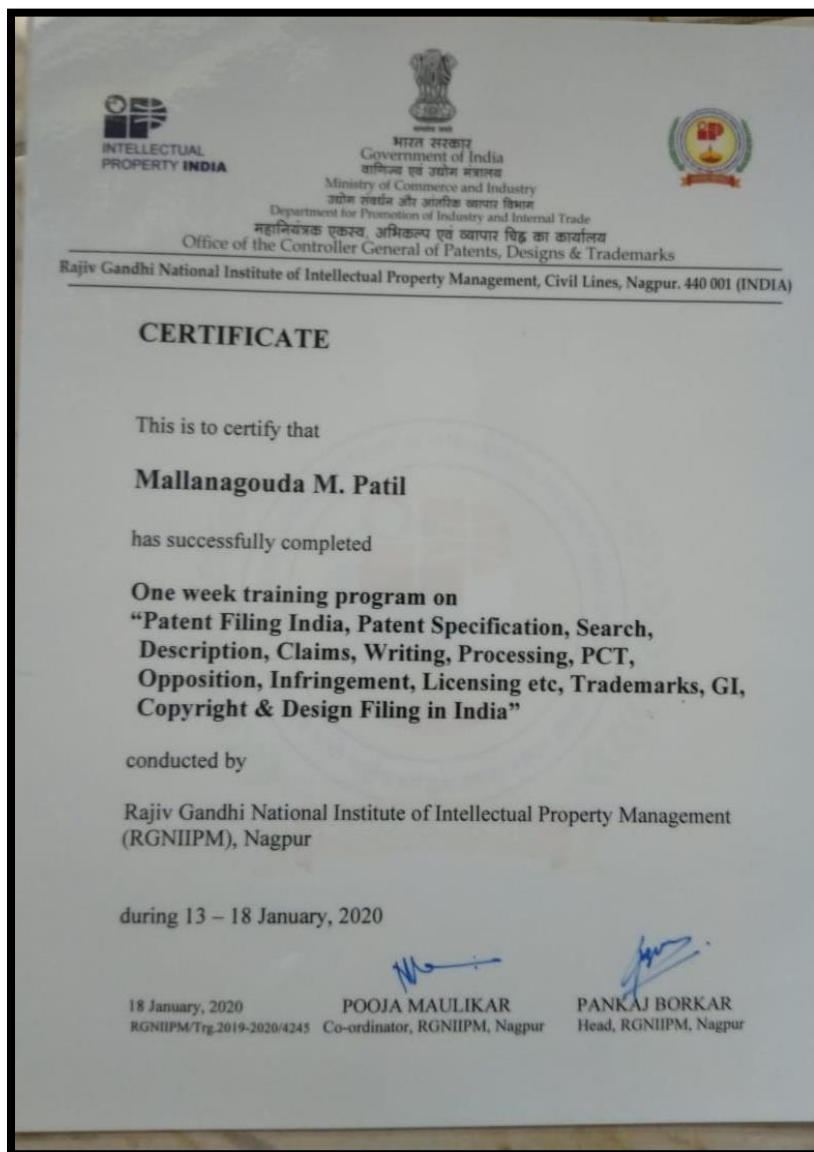 INTELLECTUAL
PROPERTY INDIA
भारत सरकार
Government of India
वाणिज्य एवं उद्योग मंत्रालय
Ministry of Commerce and Industry
उद्योग संवर्धन और आंतरिक व्यापार विभाग
Department for Promotion of Industry and Internal Trade
महानियंत्रक एकस्व, अभिकल्प एवं व्यापार चिह्न का कार्यालय
Office of the Controller General of Patents, Designs & Trademarks
Rajiv Gandhi National Institute of Intellectual Property Management, Civil Lines, Nagpur. 440 001 (INDIA)
CERTIFICATE
This is to certify that
Mallanagouda M. Patil
has successfully completed
One week training program on
“Patent Filing India, Patent Specification, Search,
Description, Claims, Writing, Processing, PCT,
Opposition, Infringement, Licensing etc, Trademarks, GI,
Copyright & Design Filing in India”
conducted by
Rajiv Gandhi National Institute of Intellectual Property Management
(RGNIIPM), Nagpur
during 13 – 18 January, 2020
18 January, 2020 POOJA MAULIKAR PANKAJ BORKAR
RGNIIPM/Trg.2019-2020/4245 Co-ordinator, RGNIIPM, Nagpur Head, RGNIIPM, Nagpur